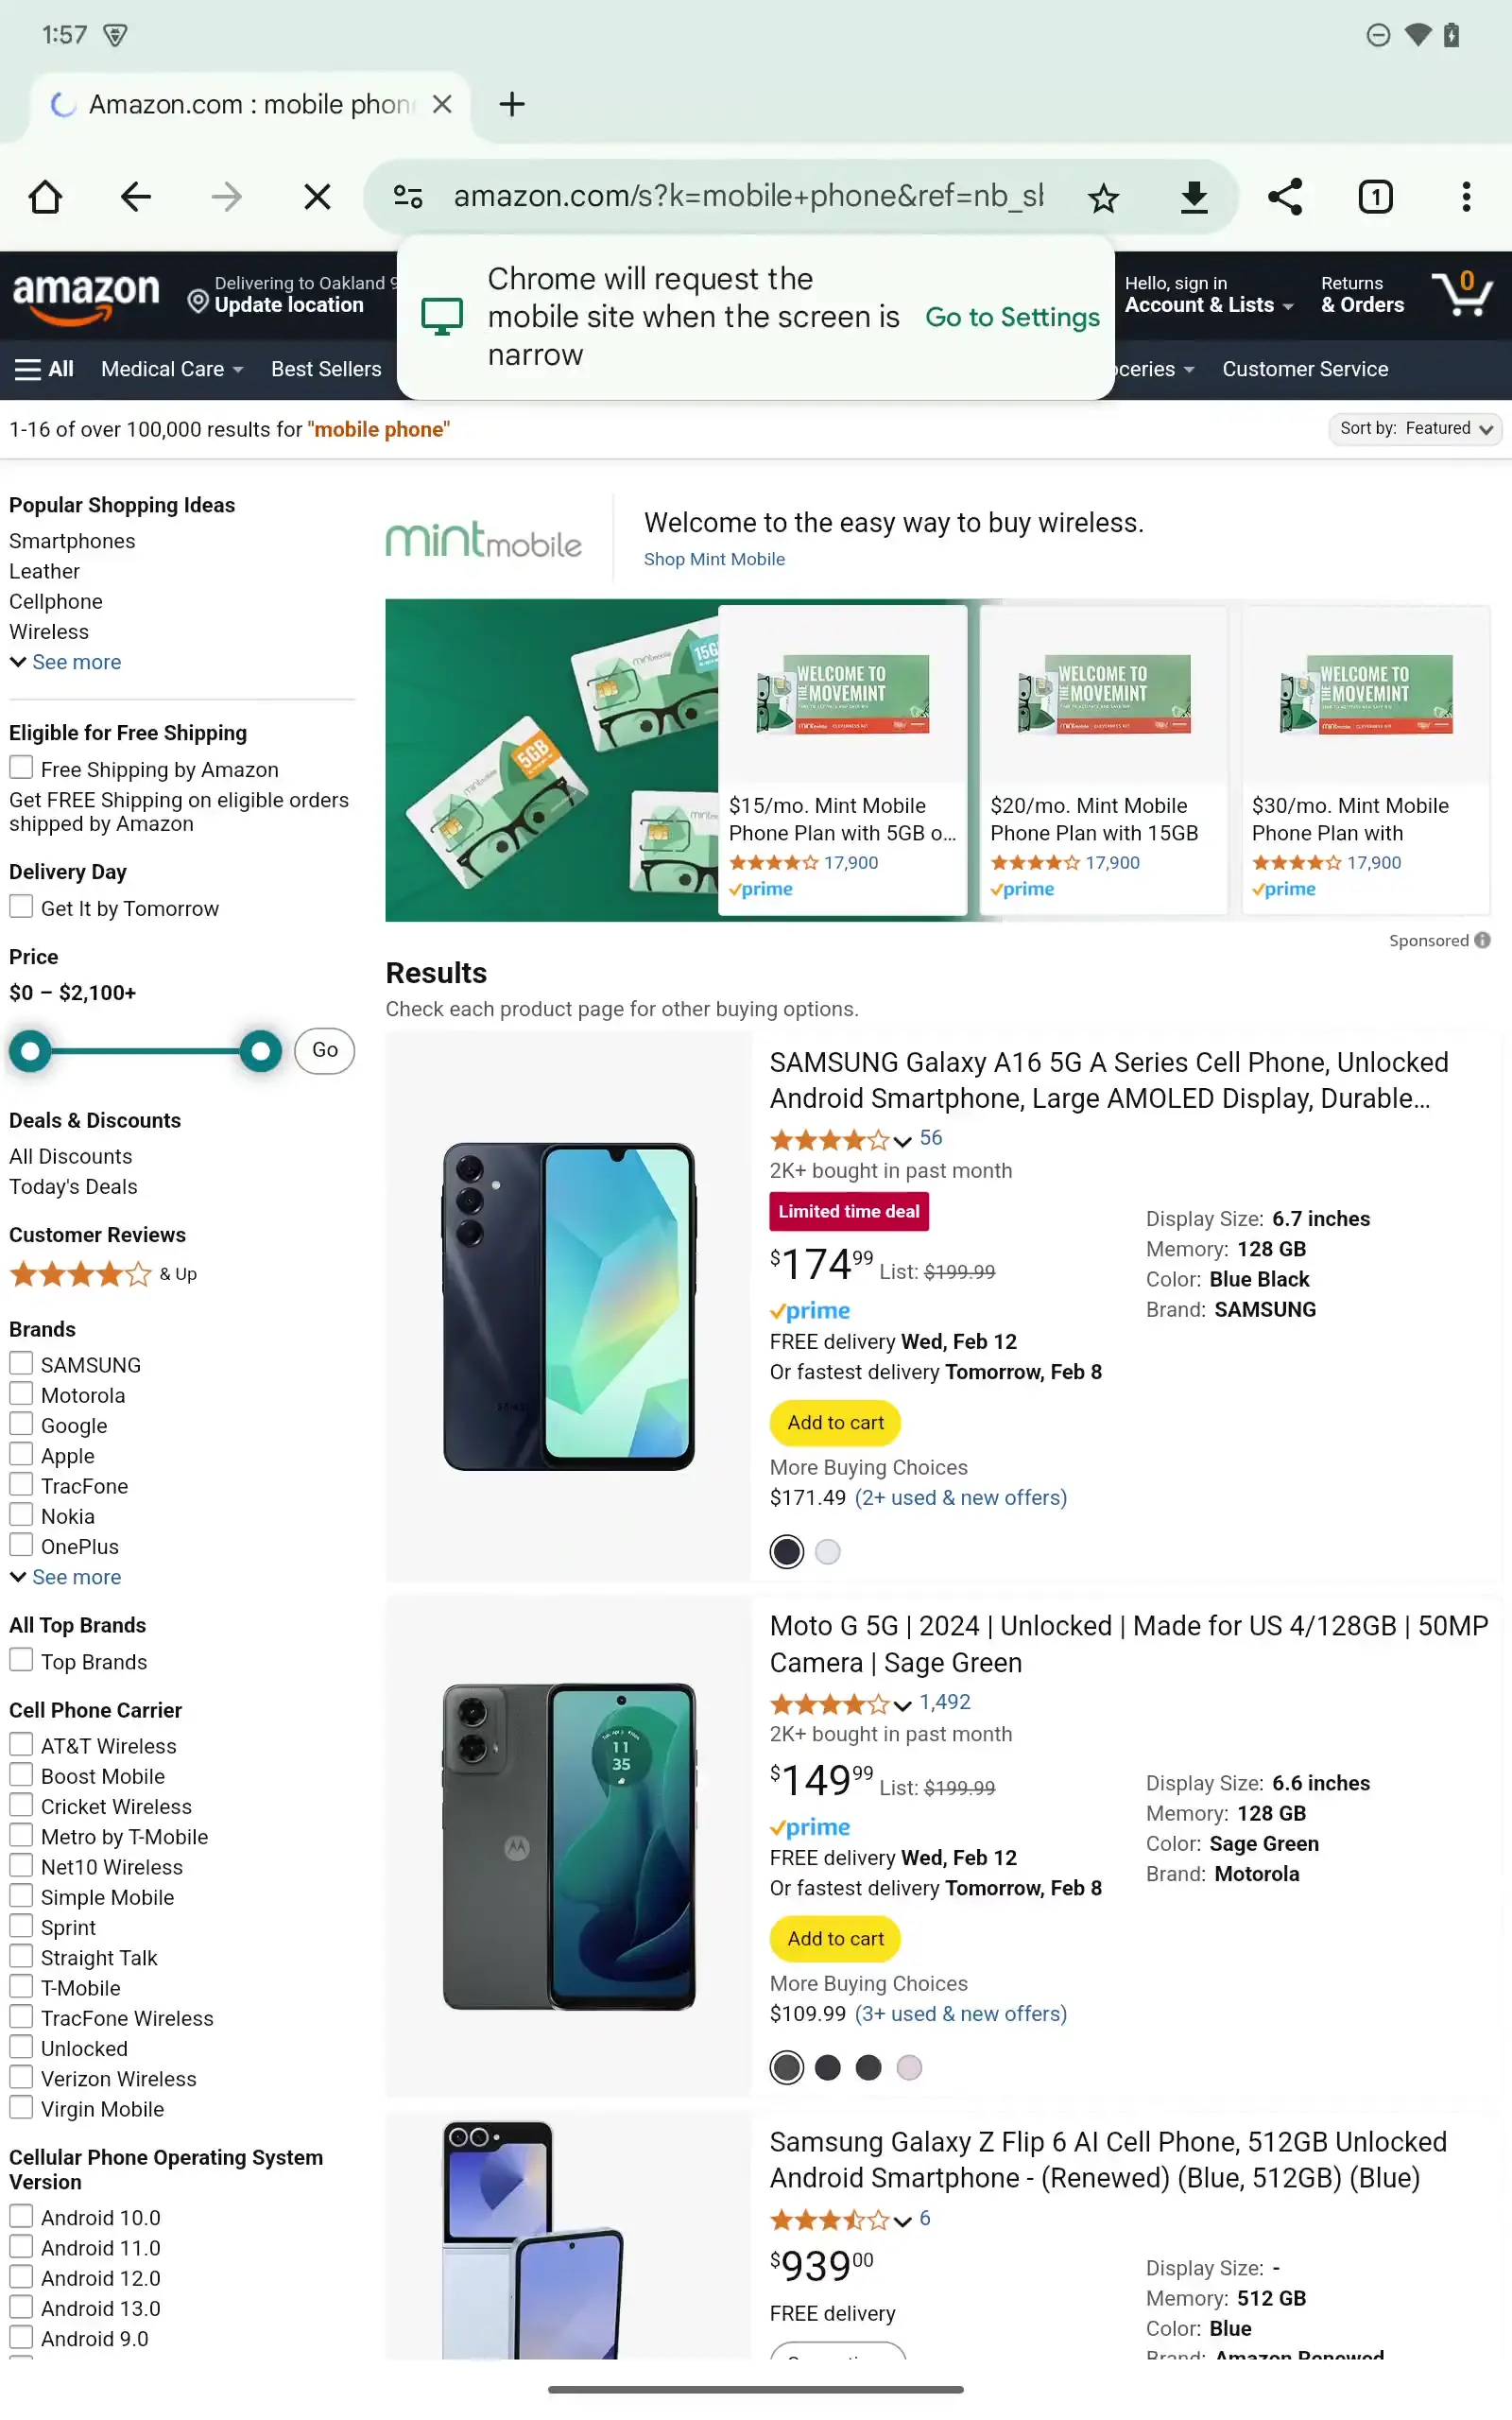 1:57
Amazon.com : mobile phon
amazon.com/s?k=mobile+phone&ref=nb_sl
1
Chrome will request the
mobile site when the screen is
narrow
Go to Settings
amazon
Delivering to Oakland 9
Update location
Hello, sign in
Account & Lists
Returns
& Orders
0
All
Medical Care
Best Sellers
Customer Service
1-16 of over 100,000 results for "mobile phone"
Sort by: Featured
Popular Shopping Ideas
Smartphones
Leather
Cellphone
Wireless
See more
Eligible for Free Shipping
Free Shipping by Amazon
Get FREE Shipping on eligible orders
shipped by Amazon
Delivery Day
Get It by Tomorrow
Price
$0 – $2,100+
Go
Deals & Discounts
All Discounts
Today's Deals
Customer Reviews
& Up
Brands
SAMSUNG
Motorola
Google
Apple
TracFone
Nokia
OnePlus
See more
All Top Brands
Top Brands
Cell Phone Carrier
AT&T Wireless
Boost Mobile
Cricket Wireless
Metro by T-Mobile
Net10 Wireless
Simple Mobile
Sprint
Straight Talk
T-Mobile
TracFone Wireless
Unlocked
Verizon Wireless
Virgin Mobile
Cellular Phone Operating System
Version
Android 10.0
Android 11.0
Android 12.0
Android 13.0
Android 9.0
mint mobile
Welcome to the easy way to buy wireless.
Shop Mint Mobile
15G
5GB
WELCOME TO
THE MOVEMINT
$15/mo. Mint Mobile
Phone Plan with 5GB o...
17,900
prime
WELCOME TO
THE MOVEMINT
$20/mo. Mint Mobile
Phone Plan with 15GB
17,900
prime
WELCOME TO
THE MOVEMINT
$30/mo. Mint Mobile
Phone Plan with
17,900
prime
Sponsored
Results
Check each product page for other buying options.
SAMSUNG Galaxy A16 5G A Series Cell Phone, Unlocked
Android Smartphone, Large AMOLED Display, Durable...
56
2K+ bought in past month
Limited time deal
$174.99 List: $199.99
prime
FREE delivery Wed, Feb 12
Or fastest delivery Tomorrow, Feb 8
Add to cart
More Buying Choices
$171.49 (2+ used & new offers)
Display Size: 6.7 inches
Memory: 128 GB
Color: Blue Black
Brand: SAMSUNG
11
35
Moto G 5G | 2024 | Unlocked | Made for US 4/128GB | 50MP
Camera | Sage Green
1,492
2K+ bought in past month
$149.99 List: $199.99
prime
FREE delivery Wed, Feb 12
Or fastest delivery Tomorrow, Feb 8
Add to cart
More Buying Choices
$109.99 (3+ used & new offers)
Display Size: 6.6 inches
Memory: 128 GB
Color: Sage Green
Brand: Motorola
Samsung Galaxy Z Flip 6 AI Cell Phone, 512GB Unlocked
Android Smartphone - (Renewed) (Blue, 512GB) (Blue)
6
$939.00
FREE delivery
Display Size: -
Memory: 512 GB
Color: Blue
Brand: Amazon Renewed